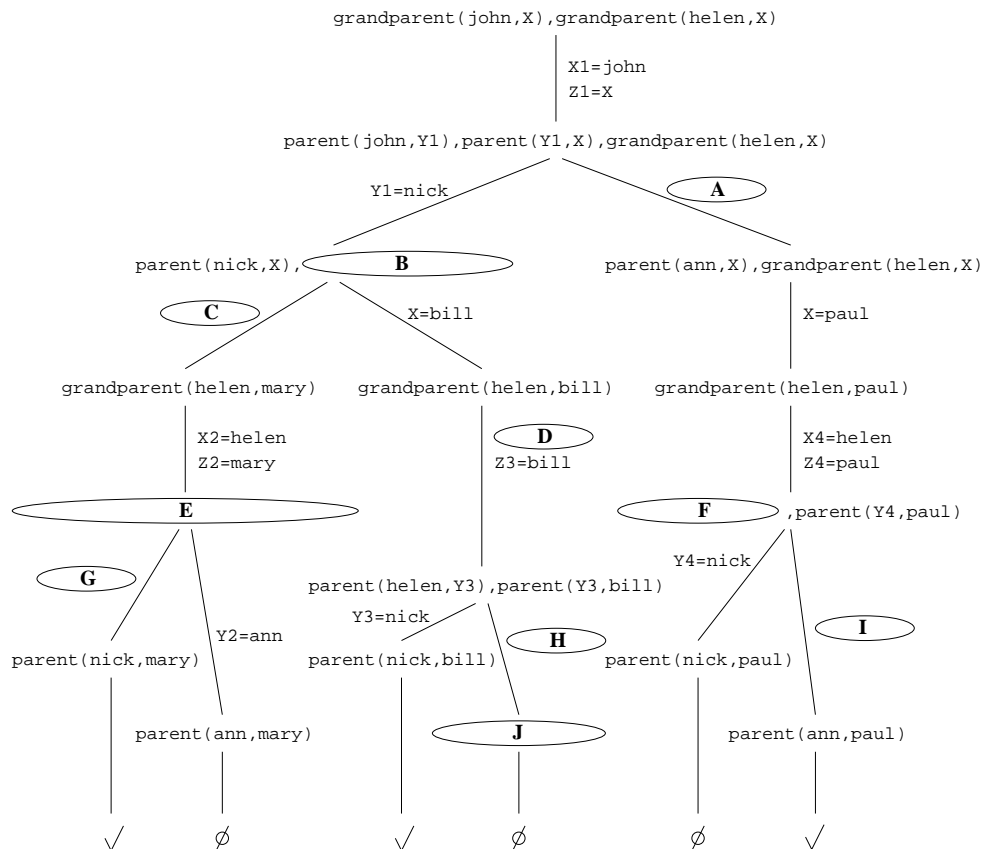 grandparent(john,X),grandparent(helen,X)
X1=john
Z1=X
parent(john,Y1),parent(Y1,X),grandparent(helen,X)
Y1=nick
A
parent(nick,X),
B
parent(ann,X),grandparent(helen,X)
C
X=bill
X=paul
grandparent(helen,mary)
grandparent(helen,bill)
grandparent(helen,paul)
X2=helen
Z2=mary
D
Z3=bill
X4=helen
Z4=paul
E
F
,parent(Y4,paul)
G
Y2=ann
parent(helen,Y3),parent(Y3,bill)
Y3=nick
H
Y4=nick
I
parent(nick,mary)
parent(nick,bill)
parent(nick,paul)
parent(ann,mary)
J
parent(ann,paul)
√ ∅ √ ∅ ∅ √